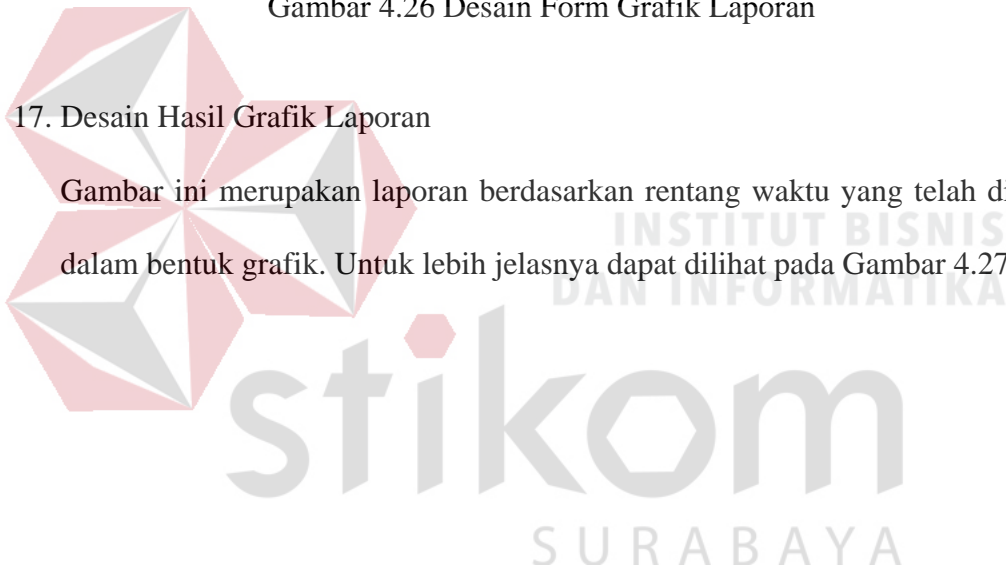 Gambar 4.26 Desain Form Grafik Laporan
17. Desain Hasil Grafik Laporan
Gambar ini merupakan laporan berdasarkan rentang waktu yang telah di
INSTITUT BISNIS
dalam bentuk grafik. Untuk lebih jelasnya dapat dilihat pada Gambar 4.27
DAN INFORMATIKA
stikom
SURABAYA